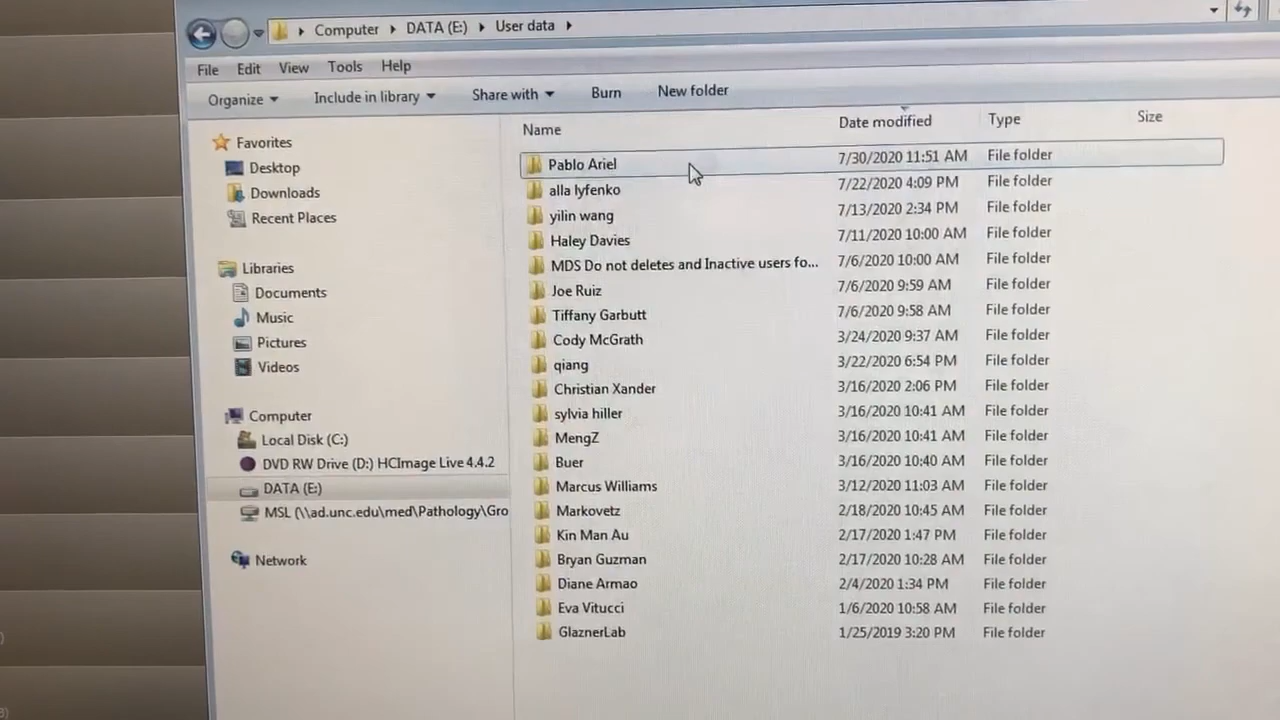 Computer DATA (E:) User data
File Edit View Tools Help
Organize Include in library Share with Burn New folder
Favorites
Desktop
Downloads
Recent Places
Libraries
Documents
Music
Pictures
Videos
Computer
Local Disk (C:)
DVD RW Drive (D:) HCImage Live 4.4.2
DATA (E:)
MSL (\\ad.unc.edu\med\Pathology\Gro
Network
Name Date modified Type Size
Pablo Ariel 7/30/2020 11:51 AM File folder
alla lyfenko 7/22/2020 4:09 PM File folder
yilin wang 7/13/2020 2:34 PM File folder
Haley Davies 7/11/2020 10:00 AM File folder
MDS Do not deletes and Inactive users fo... 7/6/2020 10:00 AM File folder
Joe Ruiz 7/6/2020 9:59 AM File folder
Tiffany Garbutt 7/6/2020 9:58 AM File folder
Cody McGrath 3/24/2020 9:37 AM File folder
qiang 3/22/2020 6:54 PM File folder
Christian Xander 3/16/2020 2:06 PM File folder
sylvia hiller 3/16/2020 10:41 AM File folder
MengZ 3/16/2020 10:41 AM File folder
Buer 3/16/2020 10:40 AM File folder
Marcus Williams 3/12/2020 11:03 AM File folder
Markovetz 2/18/2020 10:45 AM File folder
Kin Man Au 2/17/2020 1:47 PM File folder
Bryan Guzman 2/17/2020 10:28 AM File folder
Diane Armao 2/4/2020 1:34 PM File folder
Eva Vitucci 1/6/2020 10:58 AM File folder
GlaznerLab 1/25/2019 3:20 PM File folder